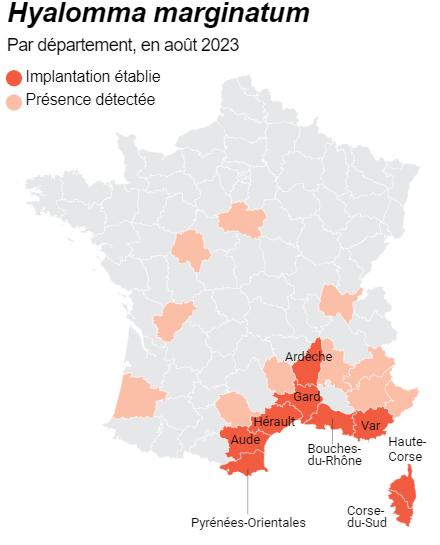 Hyalomma marginatum
Par département, en août 2023
Implantation établie
Présence détectée
Ardèche
Gard
Hérault
Aude
Var
Bouches-
du-Rhône
Haute-
Corse
Corse-
du-Sud
Pyrénées-Orientales